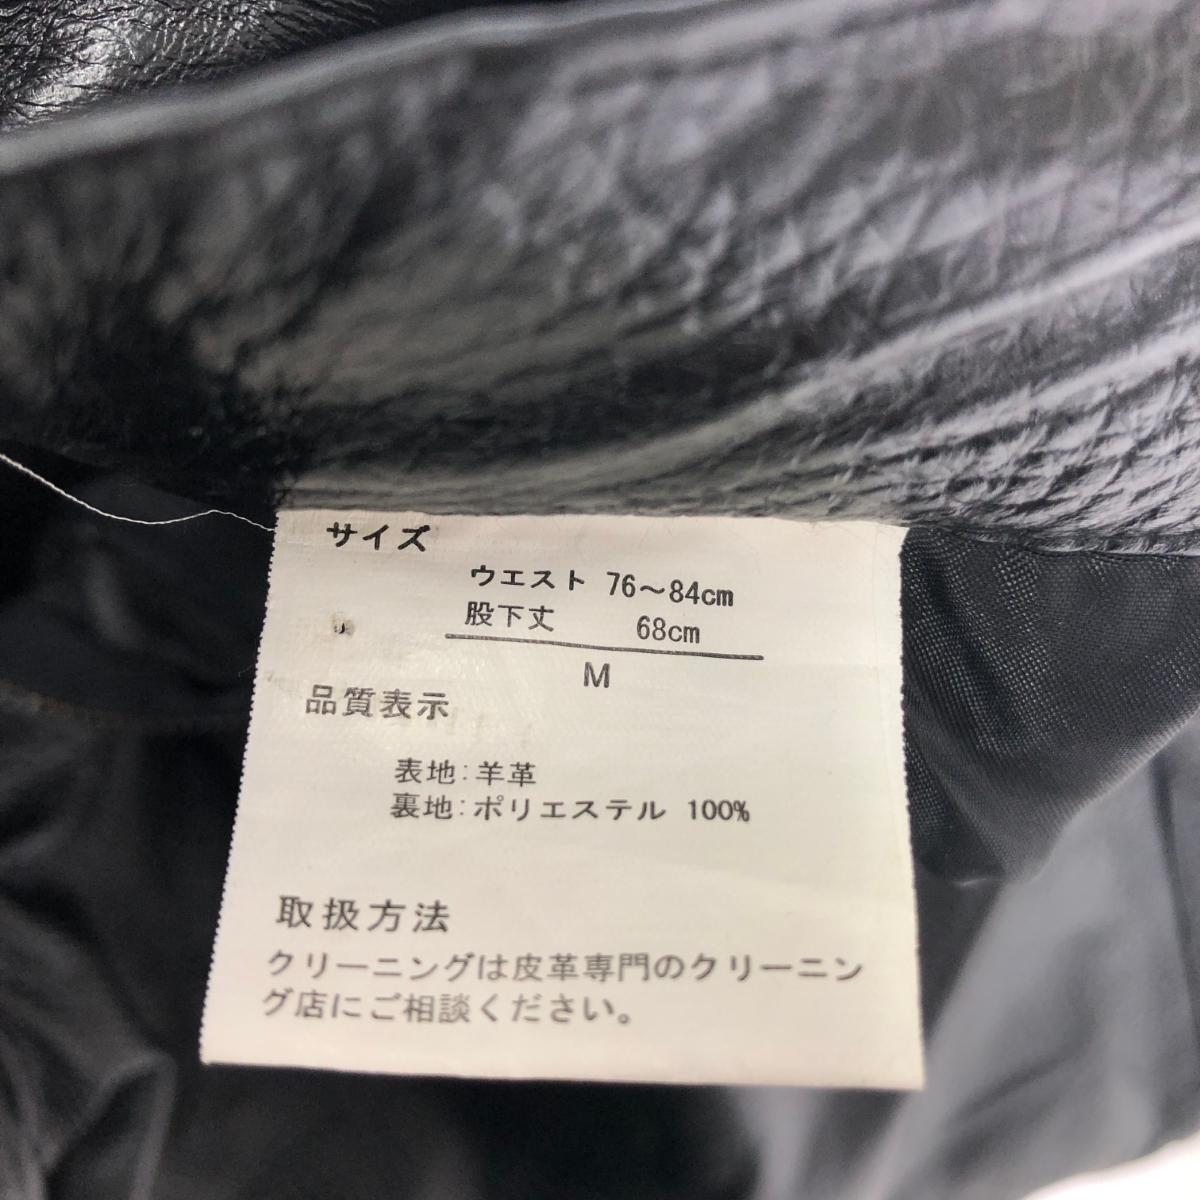 サイズ
ウエスト 76～84cm
股下丈 68cm
M
品質表示
表地:羊革
裏地:ポリエステル 100%
取扱方法
クリーニングは皮革専門のクリーニン
グ店にご相談ください。